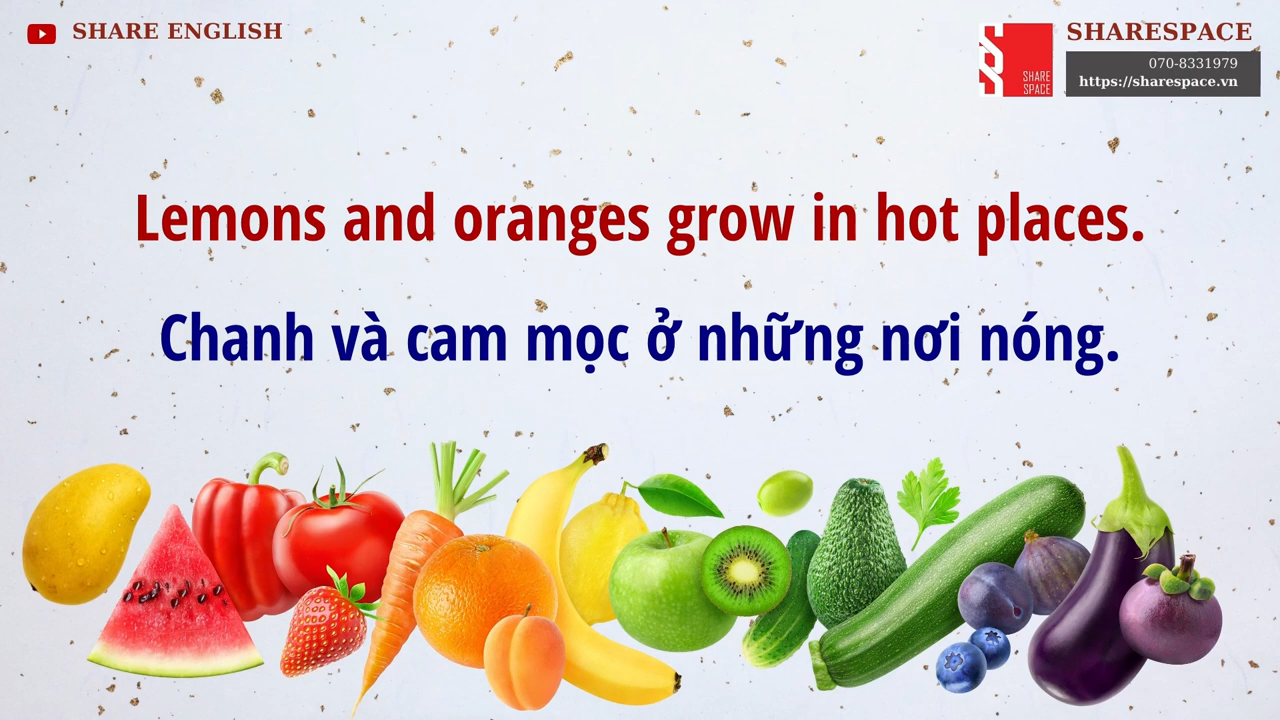 SHARE ENGLISH
SHARESPACE
SHARE
SPACE
070-8331979
https://sharespace.vn
Lemons and oranges grow in hot places.
Chanh và cam mọc ở những nơi nóng.